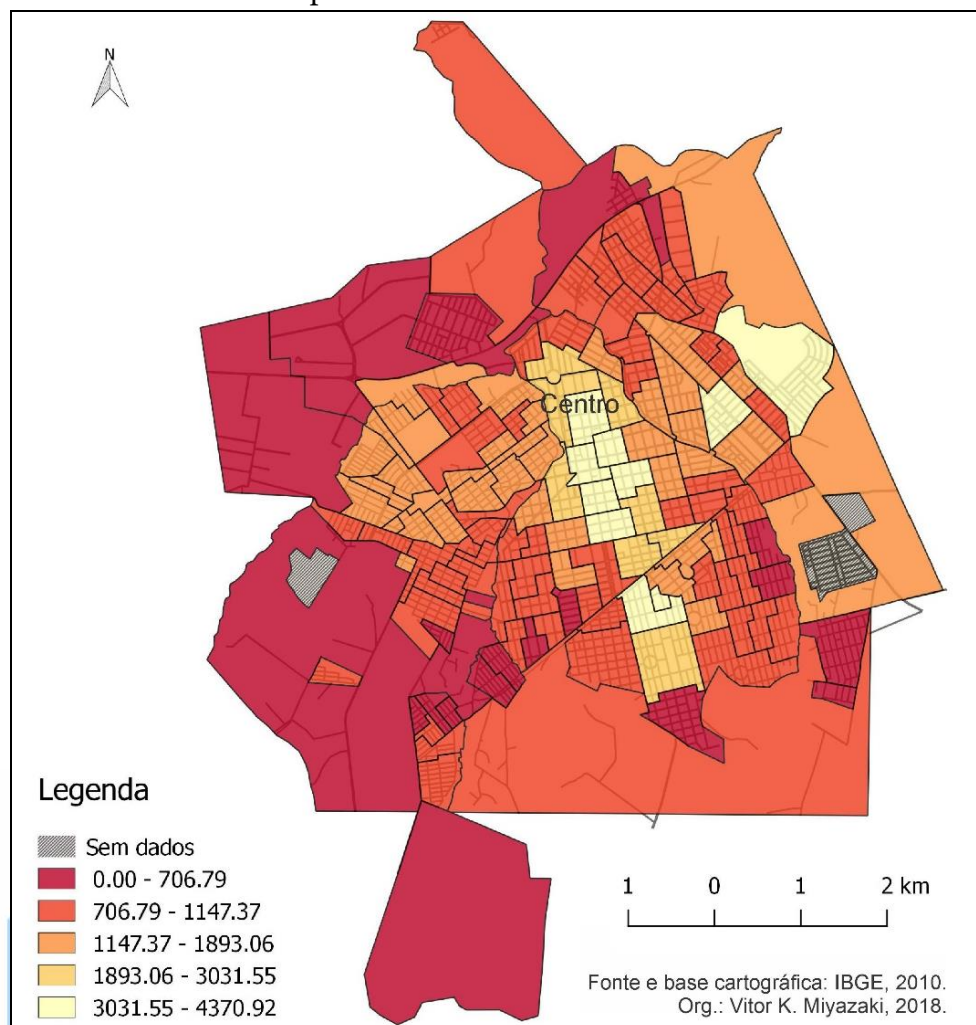 N
Centro
Legenda
Sem dados
0.00 - 706.79
706.79 - 1147.37
1147.37 - 1893.06
1893.06 - 3031.55
3031.55 - 4370.92
1 0 1 2 km
Fonte e base cartográfica: IBGE, 2010.
Org.: Vitor K. Miyazaki, 2018.